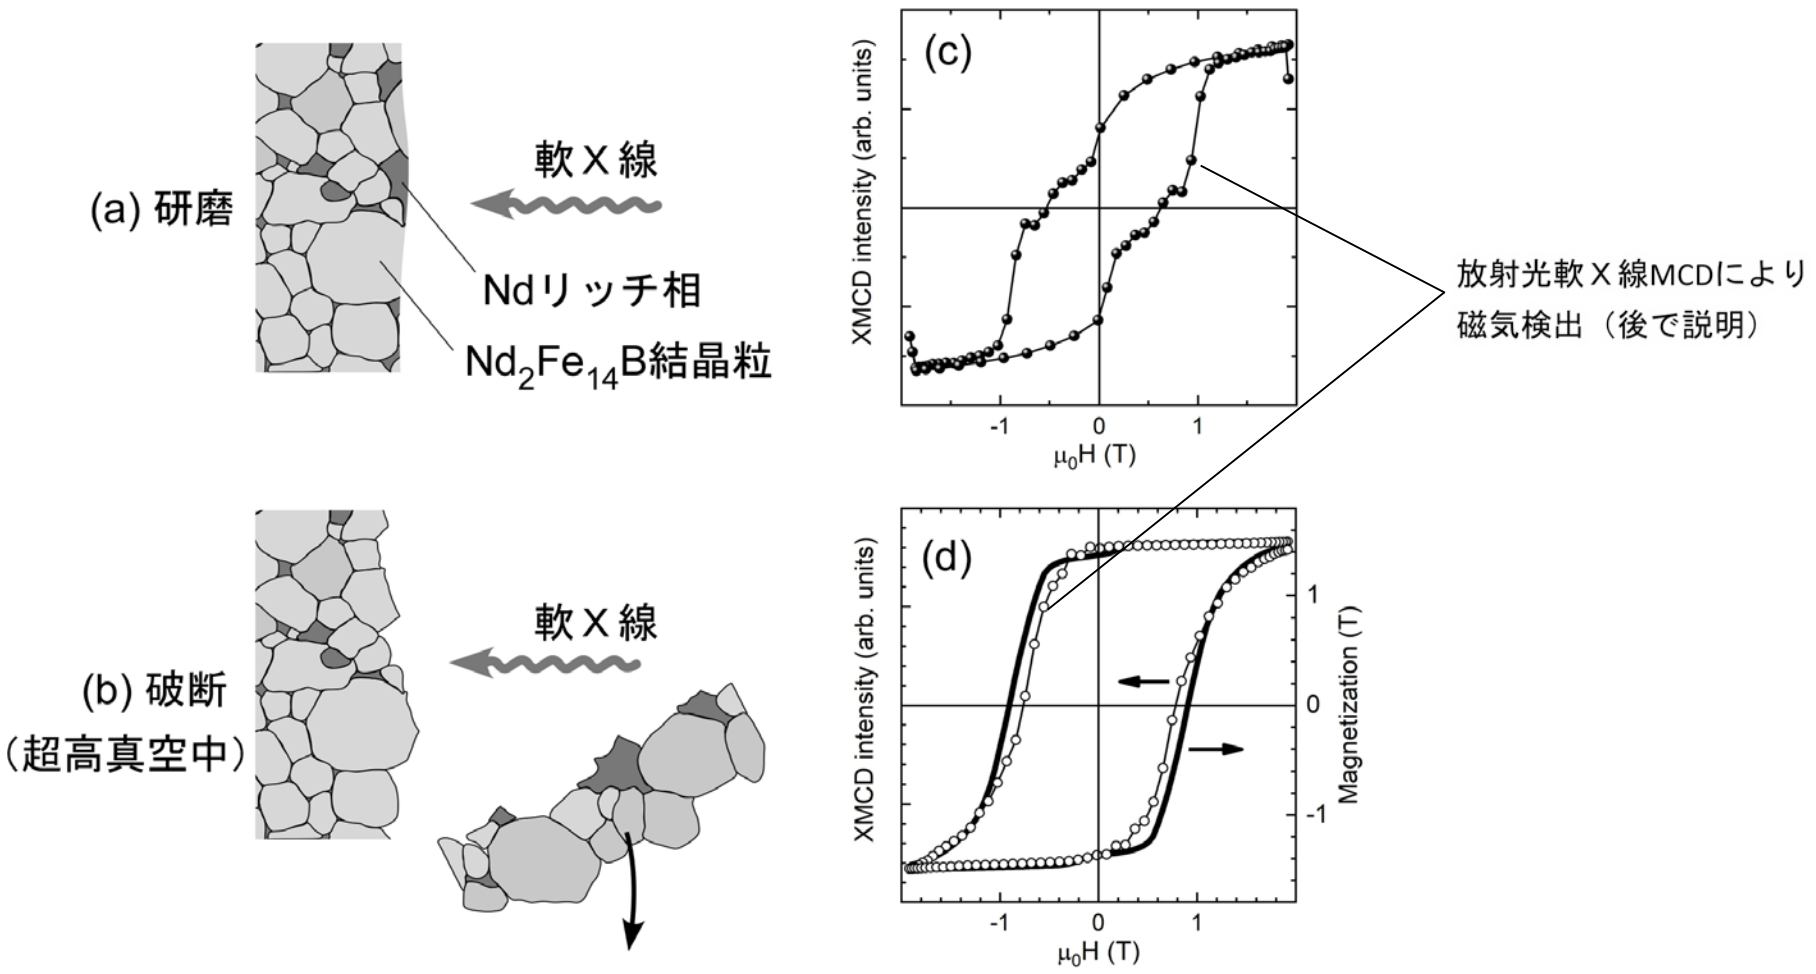 (a) 研磨
軟X線
Ndリッチ相
Nd2Fe14B結晶粒
(c)
XMCD intensity (arb. units)
-1 0 1
μ0H (T)
放射光軟X線MCDにより
磁気検出（後で説明）
(b) 破断
（超高真空中）
軟X線
(d)
XMCD intensity (arb. units)
1
0
-1
Magnetization (T)
-1 0 1
μ0H (T)